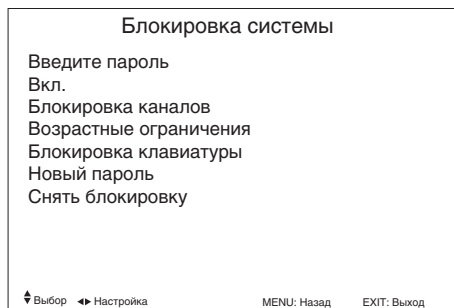 Блокировка системы
Введите пароль
Вкл.
Блокировка каналов
Возрастные ограничения
Блокировка клавиатуры
Новый пароль
Снять блокировку
Выбор Настройка MENU: Назад EXIT: Выход